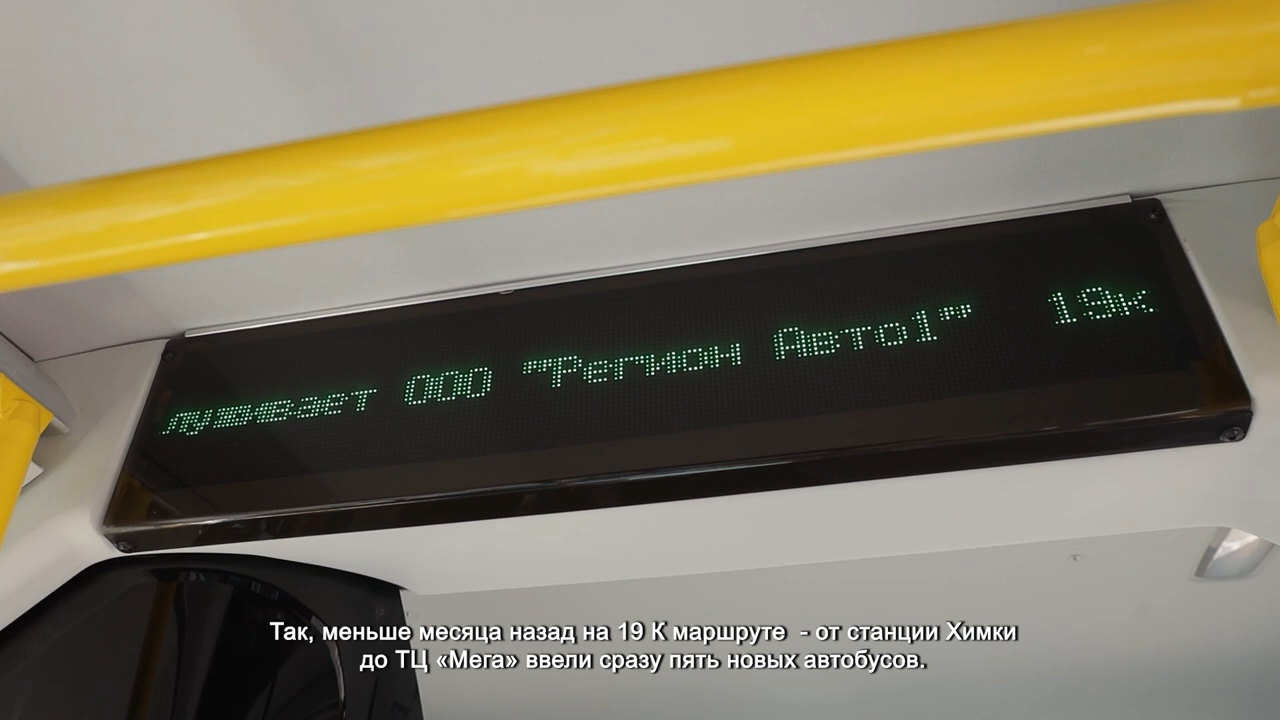 луживает ООО "Регион Авто1" 19к
Так, меньше месяца назад на 19 К маршруте - от станции Химки
до ТЦ «Мега» ввели сразу пять новых автобусов.